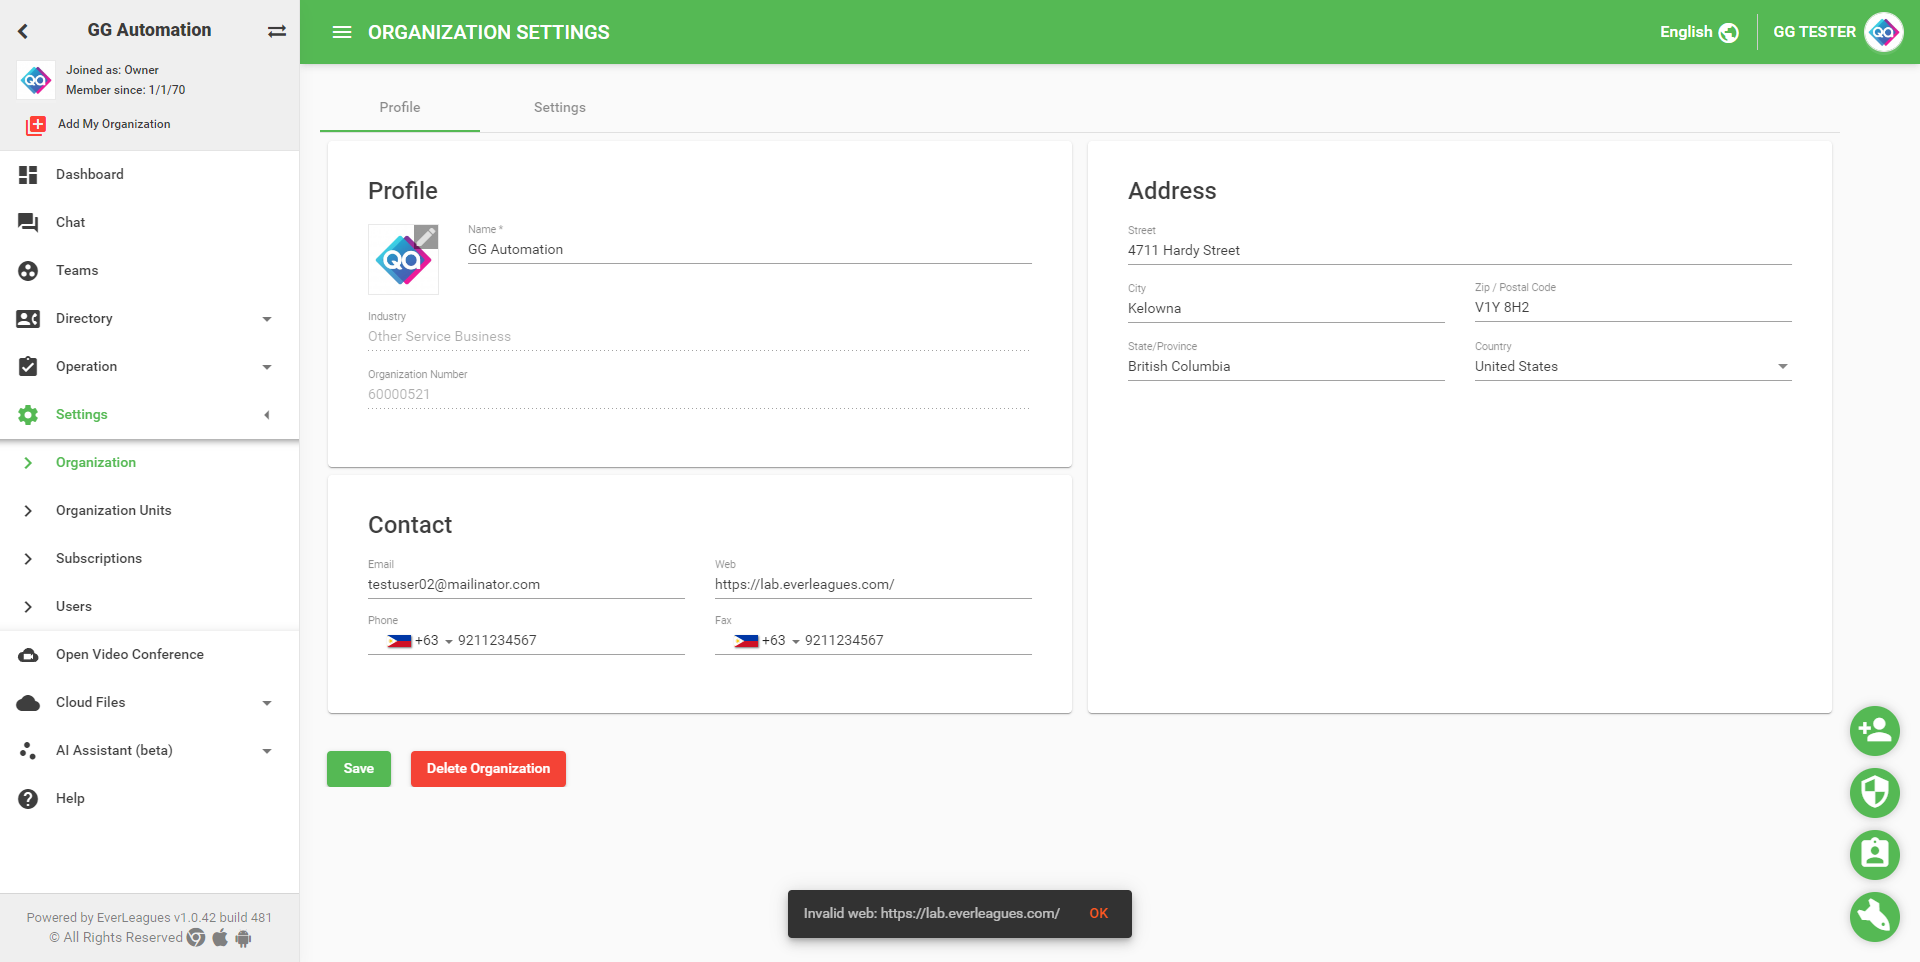 GG Automation
Joined as: Owner
Member since: 1/1/70
Add My Organization
Dashboard
Chat
Teams
Directory
Operation
Settings
Organization
Organization Units
Subscriptions
Users
Open Video Conference
Cloud Files
AI Assistant (beta)
Help
Powered by EverLeagues v1.0.42 build 481
© All Rights Reserved
ORGANIZATION SETTINGS
English
GG TESTER
QA
Profile
Settings
Profile
QA
Name *
GG Automation
Industry
Other Service Business
Organization Number
60000521
Contact
Email
testuser02@mailinator.com
Web
https://lab.everleagues.com/
Phone
+63 9211234567
Fax
+63 9211234567
Address
Street
4711 Hardy Street
City
Kelowna
Zip / Postal Code
V1Y 8H2
State/Province
British Columbia
Country
United States
Save
Delete Organization
Invalid web: https://lab.everleagues.com/ OK